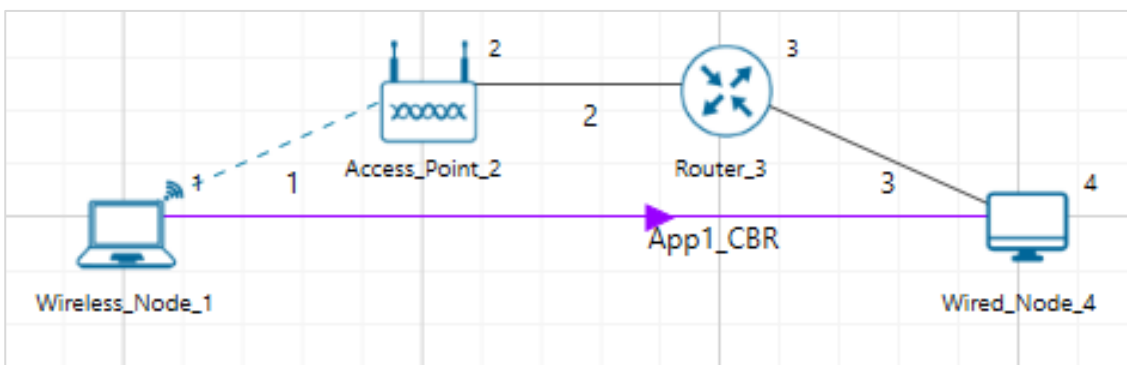 2
3
2
Access_Point_2
Router_3
1
1
3
4
App1_CBR
Wireless_Node_1
Wired_Node_4